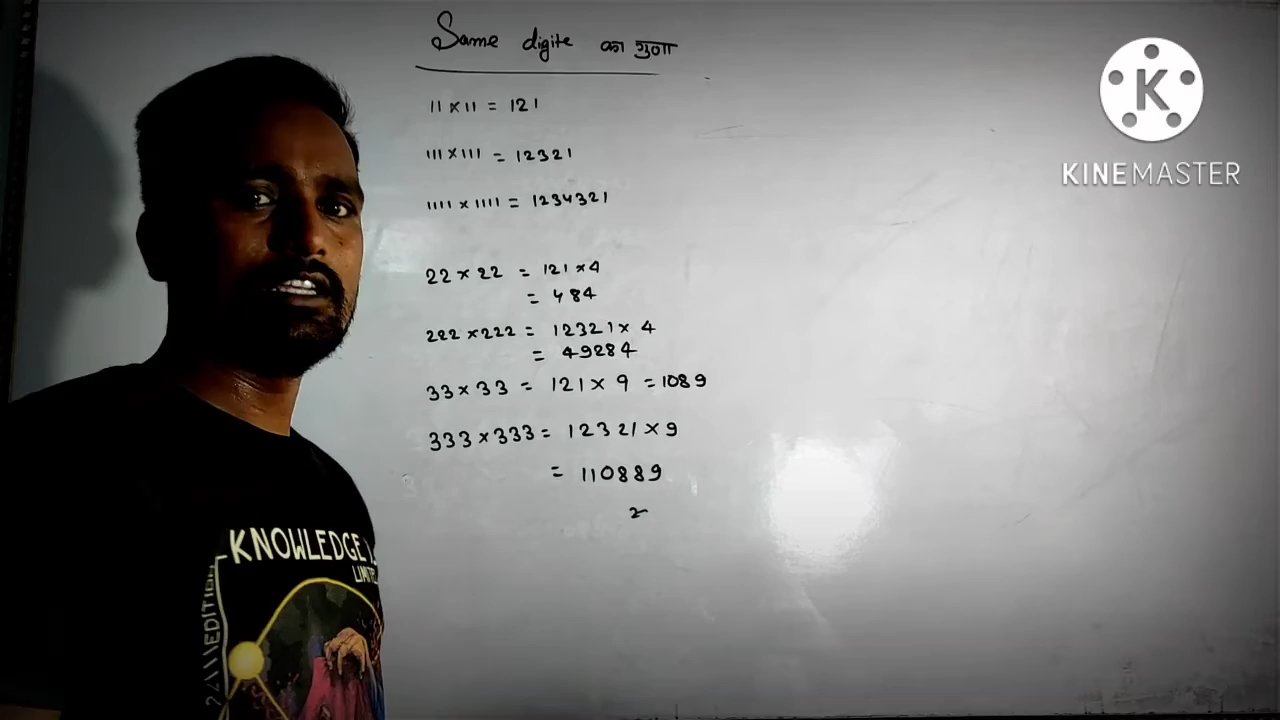 Same digite का गुणा
11 × 11 = 121
111 × 111 = 12321
1111 × 1111 = 1234321
22 × 22 = 121 × 4
= 484
222 × 222 = 12321 × 4
= 49284
33 × 33 = 121 × 9 = 1089
333 × 333 = 12321 × 9
= 110889
KNOWLEDGE
EDITION
K
KINEMASTER